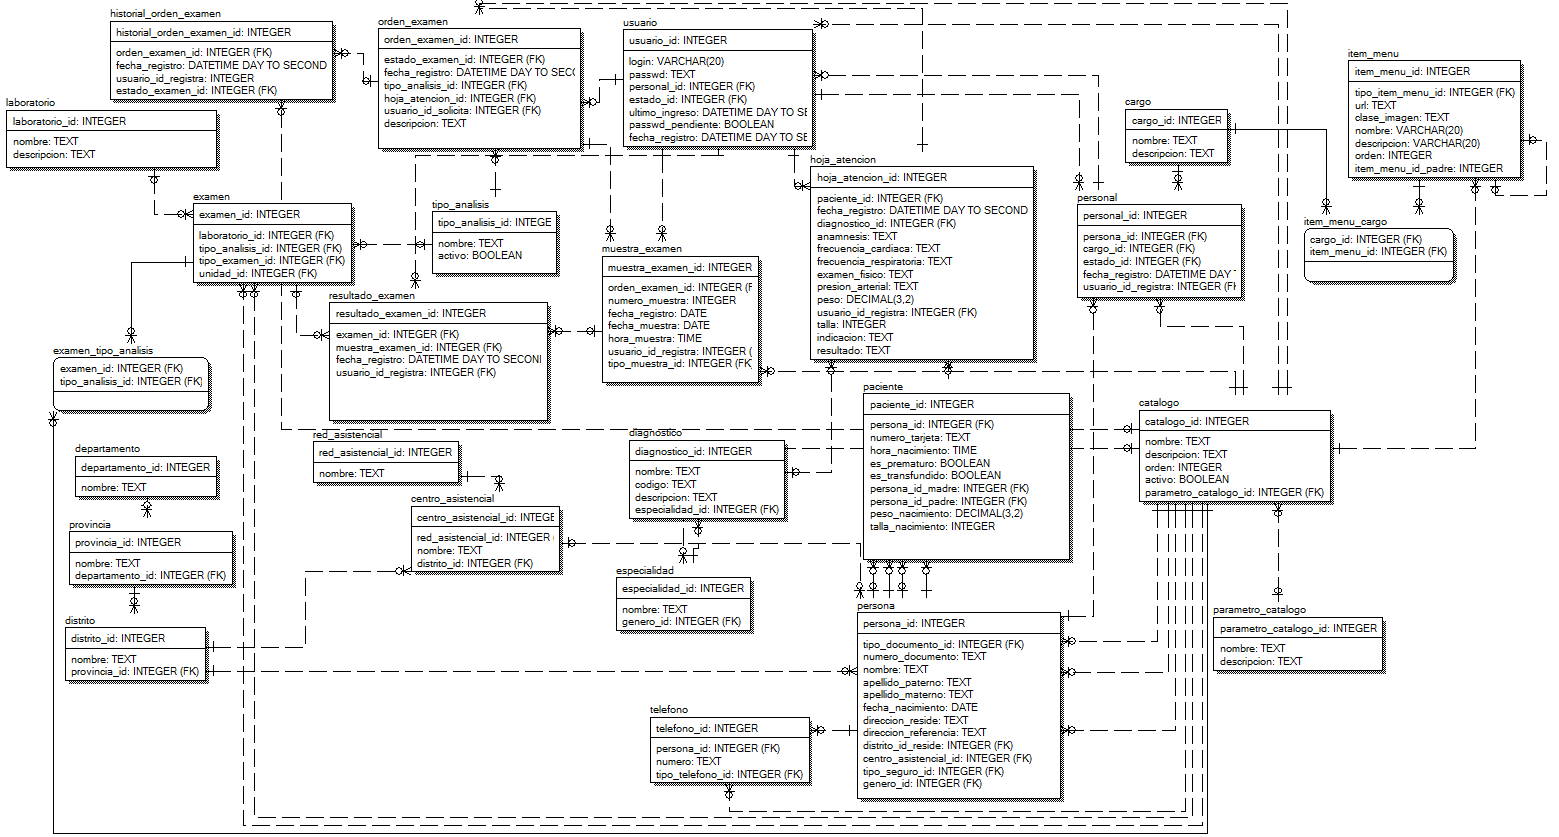 historial_orden_examen
historial_orden_examen_id: INTEGER
orden_examen_id: INTEGER (FK)
fecha_registro: DATETIME DAY TO SECOND
usuario_id_registra: INTEGER
estado_examen_id: INTEGER (FK)
orden_examen
orden_examen_id: INTEGER
estado_examen_id: INTEGER (FK)
fecha_registro: DATETIME DAY TO SEC(
tipo_analisis_id: INTEGER (FK)
hoja_atencion_id: INTEGER (FK)
usuario_id_solicita: INTEGER (FK)
descripcion: TEXT
usuario
usuario_id: INTEGER
login: VARCHAR(20)
passwd: TEXT
personal_id: INTEGER (FK)
estado_id: INTEGER (FK)
ultimo_ingreso: DATETIME DAY TO SE
passwd_pendiente: BOOLEAN
fecha_registro: DATETIME DAY TO SE
item_menu
item_menu_id: INTEGER
tipo_item_menu_id: INTEGER (FK)
url: TEXT
clase_imagen: TEXT
nombre: VARCHAR(20)
descripcion: VARCHAR(20)
orden: INTEGER
item_menu_id_padre: INTEGER
laboratorio
laboratorio_id: INTEGER
nombre: TEXT
descripcion: TEXT
cargo
cargo_id: INTEGER
nombre: TEXT
descripcion: TEXT
hoja_atencion
hoja_atencion_id: INTEGER
paciente_id: INTEGER (FK)
fecha_registro: DATETIME DAY TO SECOND
diagnostico_id: INTEGER (FK)
anamnesis: TEXT
frecuencia_cardiaca: TEXT
frecuencia_respiratoria: TEXT
examen_fisico: TEXT
presion_arterial: TEXT
peso: DECIMAL(3,2)
usuario_id_registra: INTEGER (FK)
talla: INTEGER
indicacion: TEXT
resultado: TEXT
examen
examen_id: INTEGER
laboratorio_id: INTEGER (FK)
tipo_analisis_id: INTEGER (FK)
tipo_examen_id: INTEGER (FK)
unidad_id: INTEGER (FK)
tipo_analisis
tipo_analisis_id: INTEGE
nombre: TEXT
activo: BOOLEAN
personal
personal_id: INTEGER
persona_id: INTEGER (FK)
cargo_id: INTEGER (FK)
estado_id: INTEGER (FK)
fecha_registro: DATETIME DAY
usuario_id_registra: INTEGER (F
item_menu_cargo
cargo_id: INTEGER (FK)
item_menu_id: INTEGER (FK)
muestra_examen
muestra_examen_id: INTEGER
orden_examen_id: INTEGER (F
numero_muestra: INTEGER
fecha_registro: DATE
fecha_muestra: DATE
hora_muestra: TIME
usuario_id_registra: INTEGER (
tipo_muestra_id: INTEGER (FK
resultado_examen
resultado_examen_id: INTEGER
examen_id: INTEGER (FK)
muestra_examen_id: INTEGER (FK)
fecha_registro: DATETIME DAY TO SECON
usuario_id_registra: INTEGER (FK)
examen_tipo_analisis
examen_id: INTEGER (FK)
tipo_analisis_id: INTEGER (FK)
paciente
paciente_id: INTEGER
persona_id: INTEGER (FK)
numero_tarjeta: TEXT
hora_nacimiento: TIME
es_prematuro: BOOLEAN
es_transfundido: BOOLEAN
persona_id_madre: INTEGER (FK)
persona_id_padre: INTEGER (FK)
peso_nacimiento: DECIMAL(3,2)
talla_nacimiento: INTEGER
catalogo
catalogo_id: INTEGER
nombre: TEXT
descripcion: TEXT
orden: INTEGER
activo: BOOLEAN
parametro_catalogo_id: INTEGER (FK)
departamento
departamento_id: INTEGER
nombre: TEXT
red_asistencial
red_asistencial_id: INTEGER
nombre: TEXT
diagnostico
diagnostico_id: INTEGER
nombre: TEXT
codigo: TEXT
descripcion: TEXT
especialidad_id: INTEGER (FK)
centro_asistencial
centro_asistencial_id: INTEGE
red_asistencial_id: INTEGER (
nombre: TEXT
distrito_id: INTEGER (FK)
provincia
provincia_id: INTEGER
nombre: TEXT
departamento_id: INTEGER (FK)
especialidad
especialidad_id: INTEGER
nombre: TEXT
genero_id: INTEGER (FK)
distrito
distrito_id: INTEGER
nombre: TEXT
provincia_id: INTEGER (FK)
persona
persona_id: INTEGER
tipo_documento_id: INTEGER (FK)
numero_documento: TEXT
nombre: TEXT
apellido_paterno: TEXT
apellido_materno: TEXT
fecha_nacimiento: DATE
direccion_reside: TEXT
direccion_referencia: TEXT
distrito_id_reside: INTEGER (FK)
centro_asistencial_id: INTEGER (FK)
tipo_seguro_id: INTEGER (FK)
genero_id: INTEGER (FK)
parametro_catalogo
parametro_catalogo_id: INTEGER
nombre: TEXT
descripcion: TEXT
telefono
telefono_id: INTEGER
persona_id: INTEGER (FK)
numero: TEXT
tipo_telefono_id: INTEGER (FK)